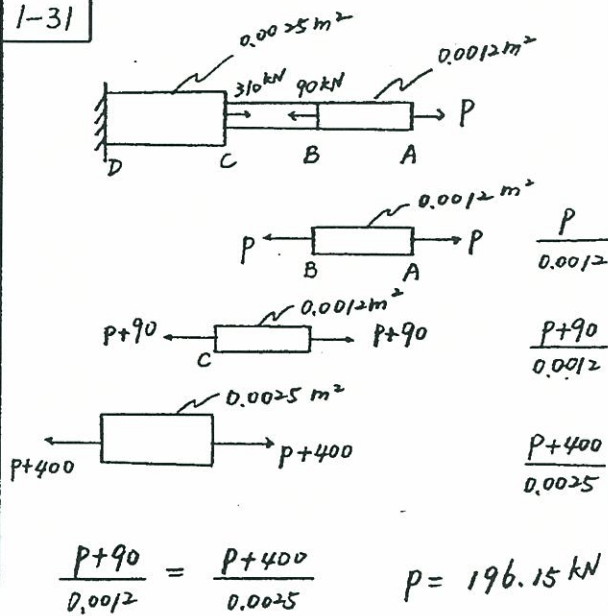 1-31
0.0025m²
310kN 90kN 0.0012m²
P
D C B A
0.0012 m²
P P P/0.0012
B A
0.0012m²
P+90 P+90 (P+90)/0.0012
C
0.0025 m²
P+400 P+400 (P+400)/0.0025
(P+90)/0.0012 = (P+400)/0.0025 P= 196.15 kN